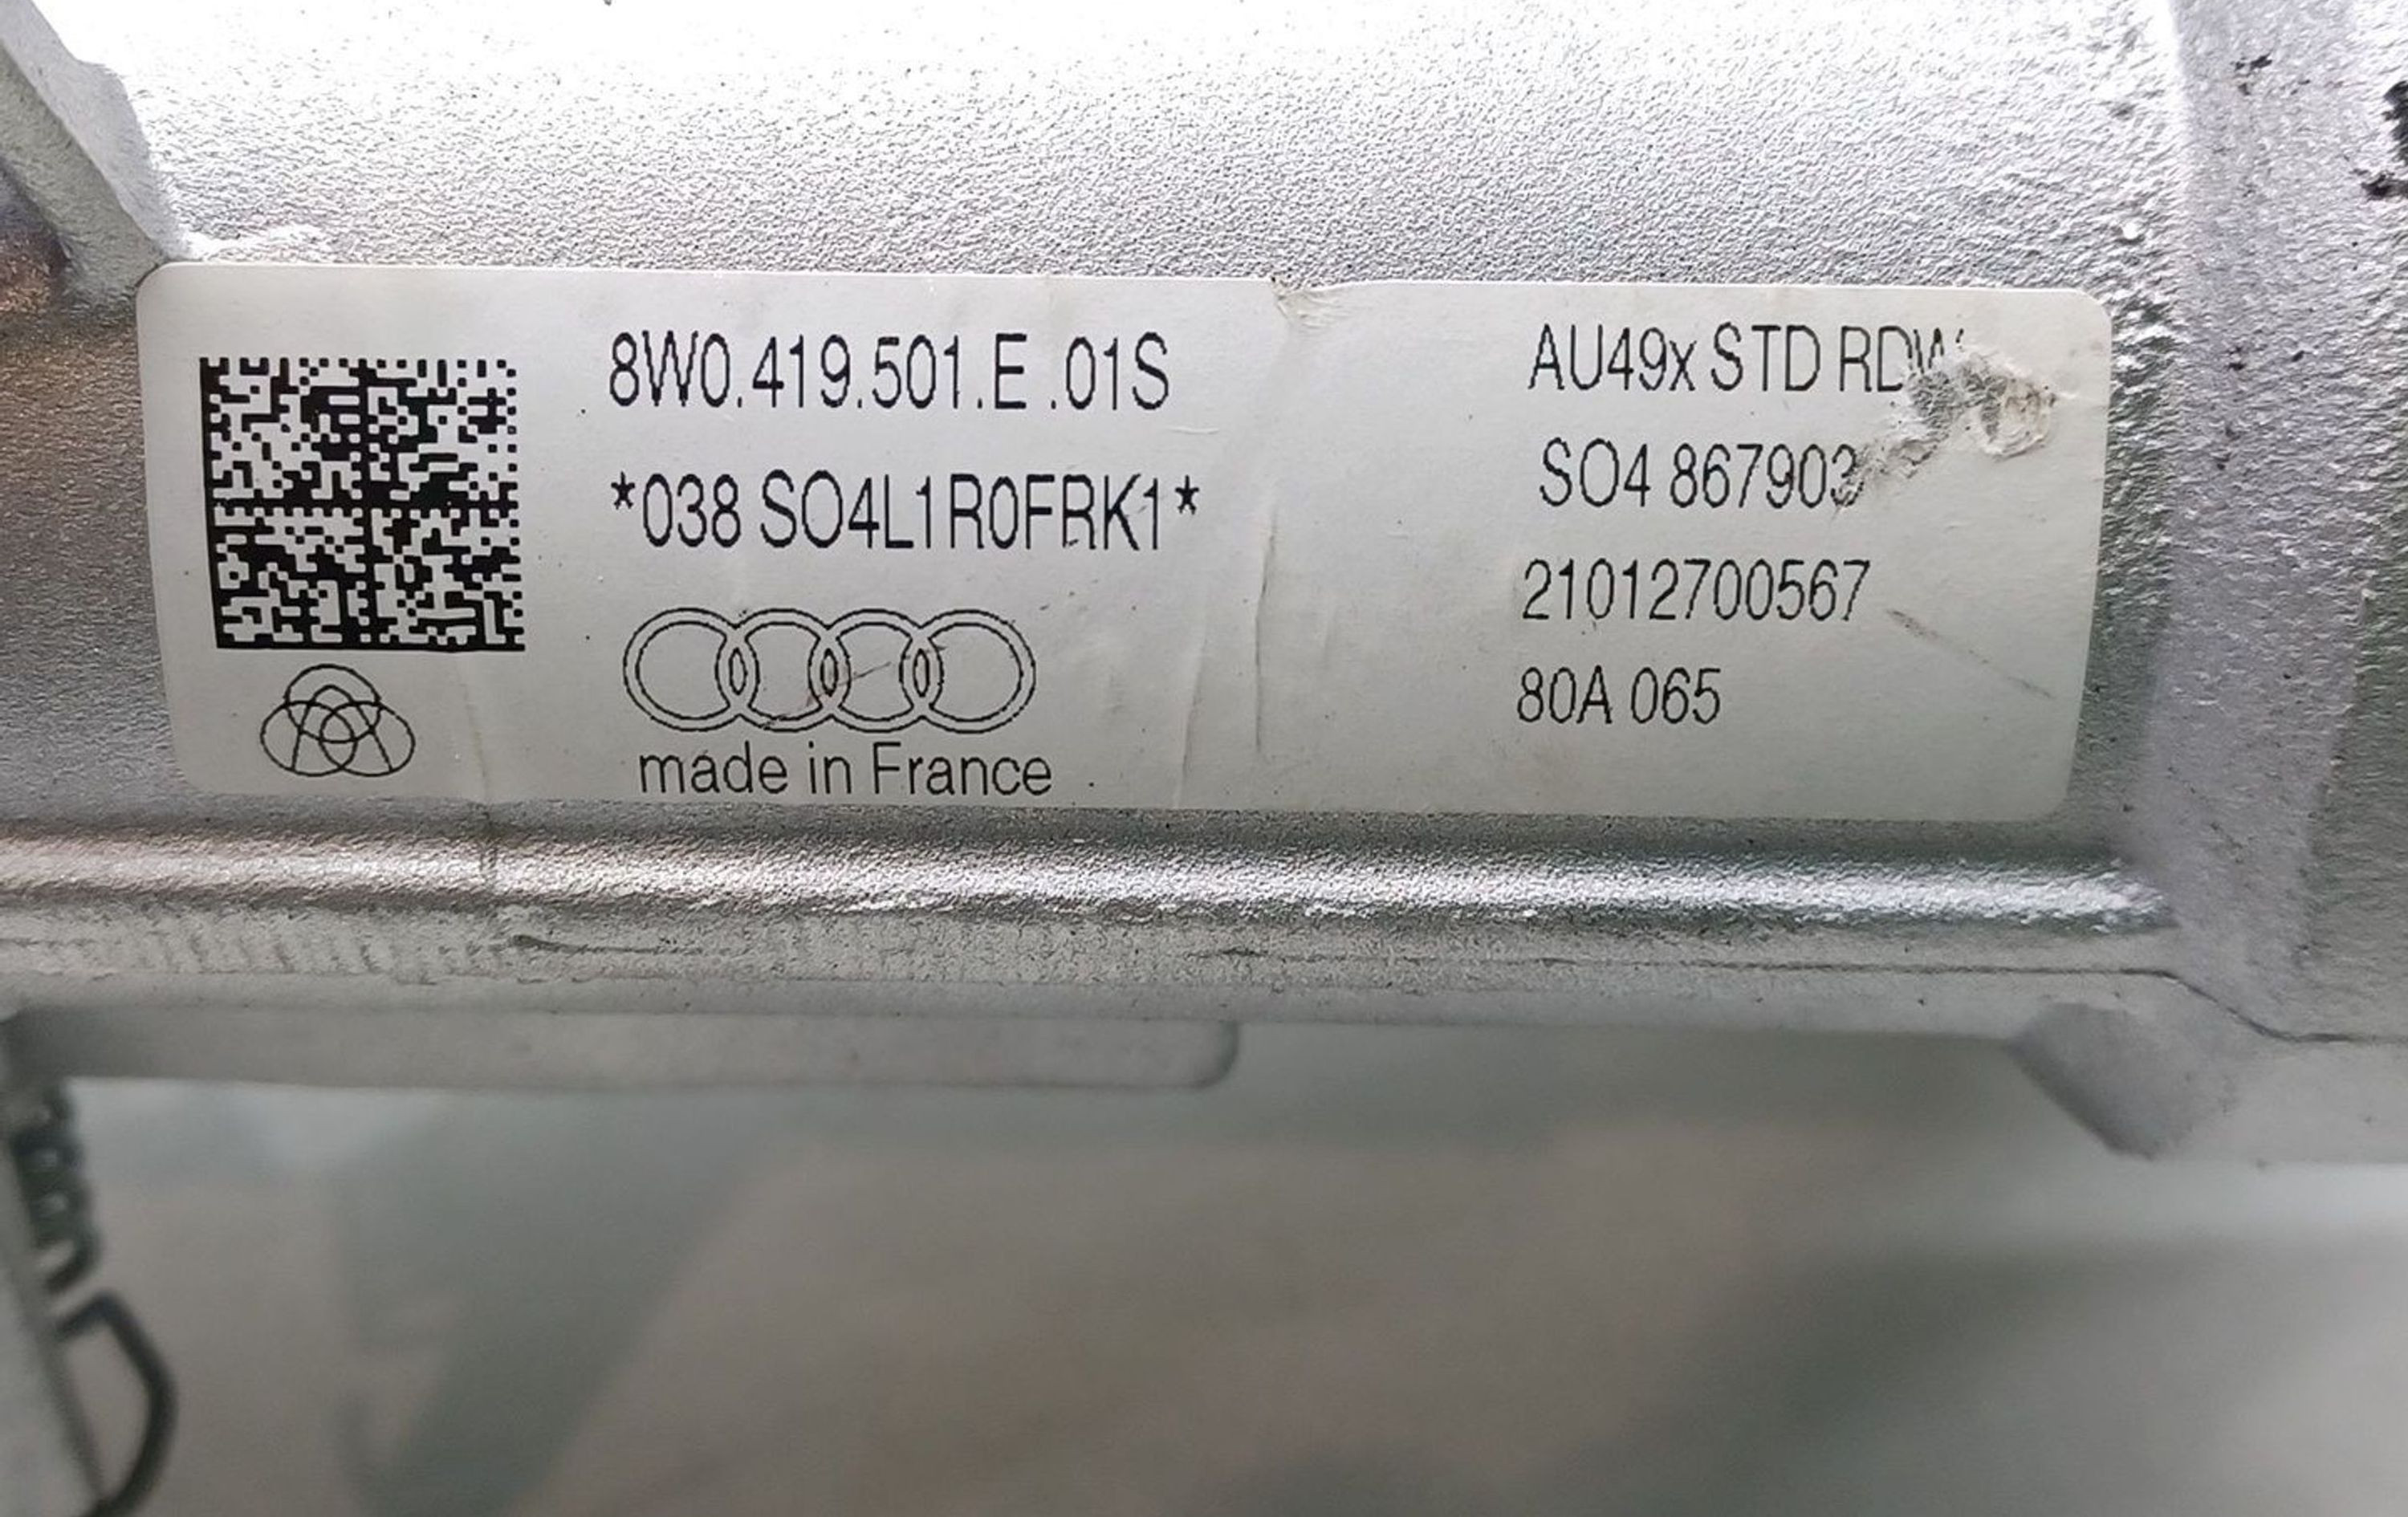 8W0.419.501.E .01S
*038 SO4L1R0FRK1*
made in France
AU49x STD
SO4
21012700567
80A 065